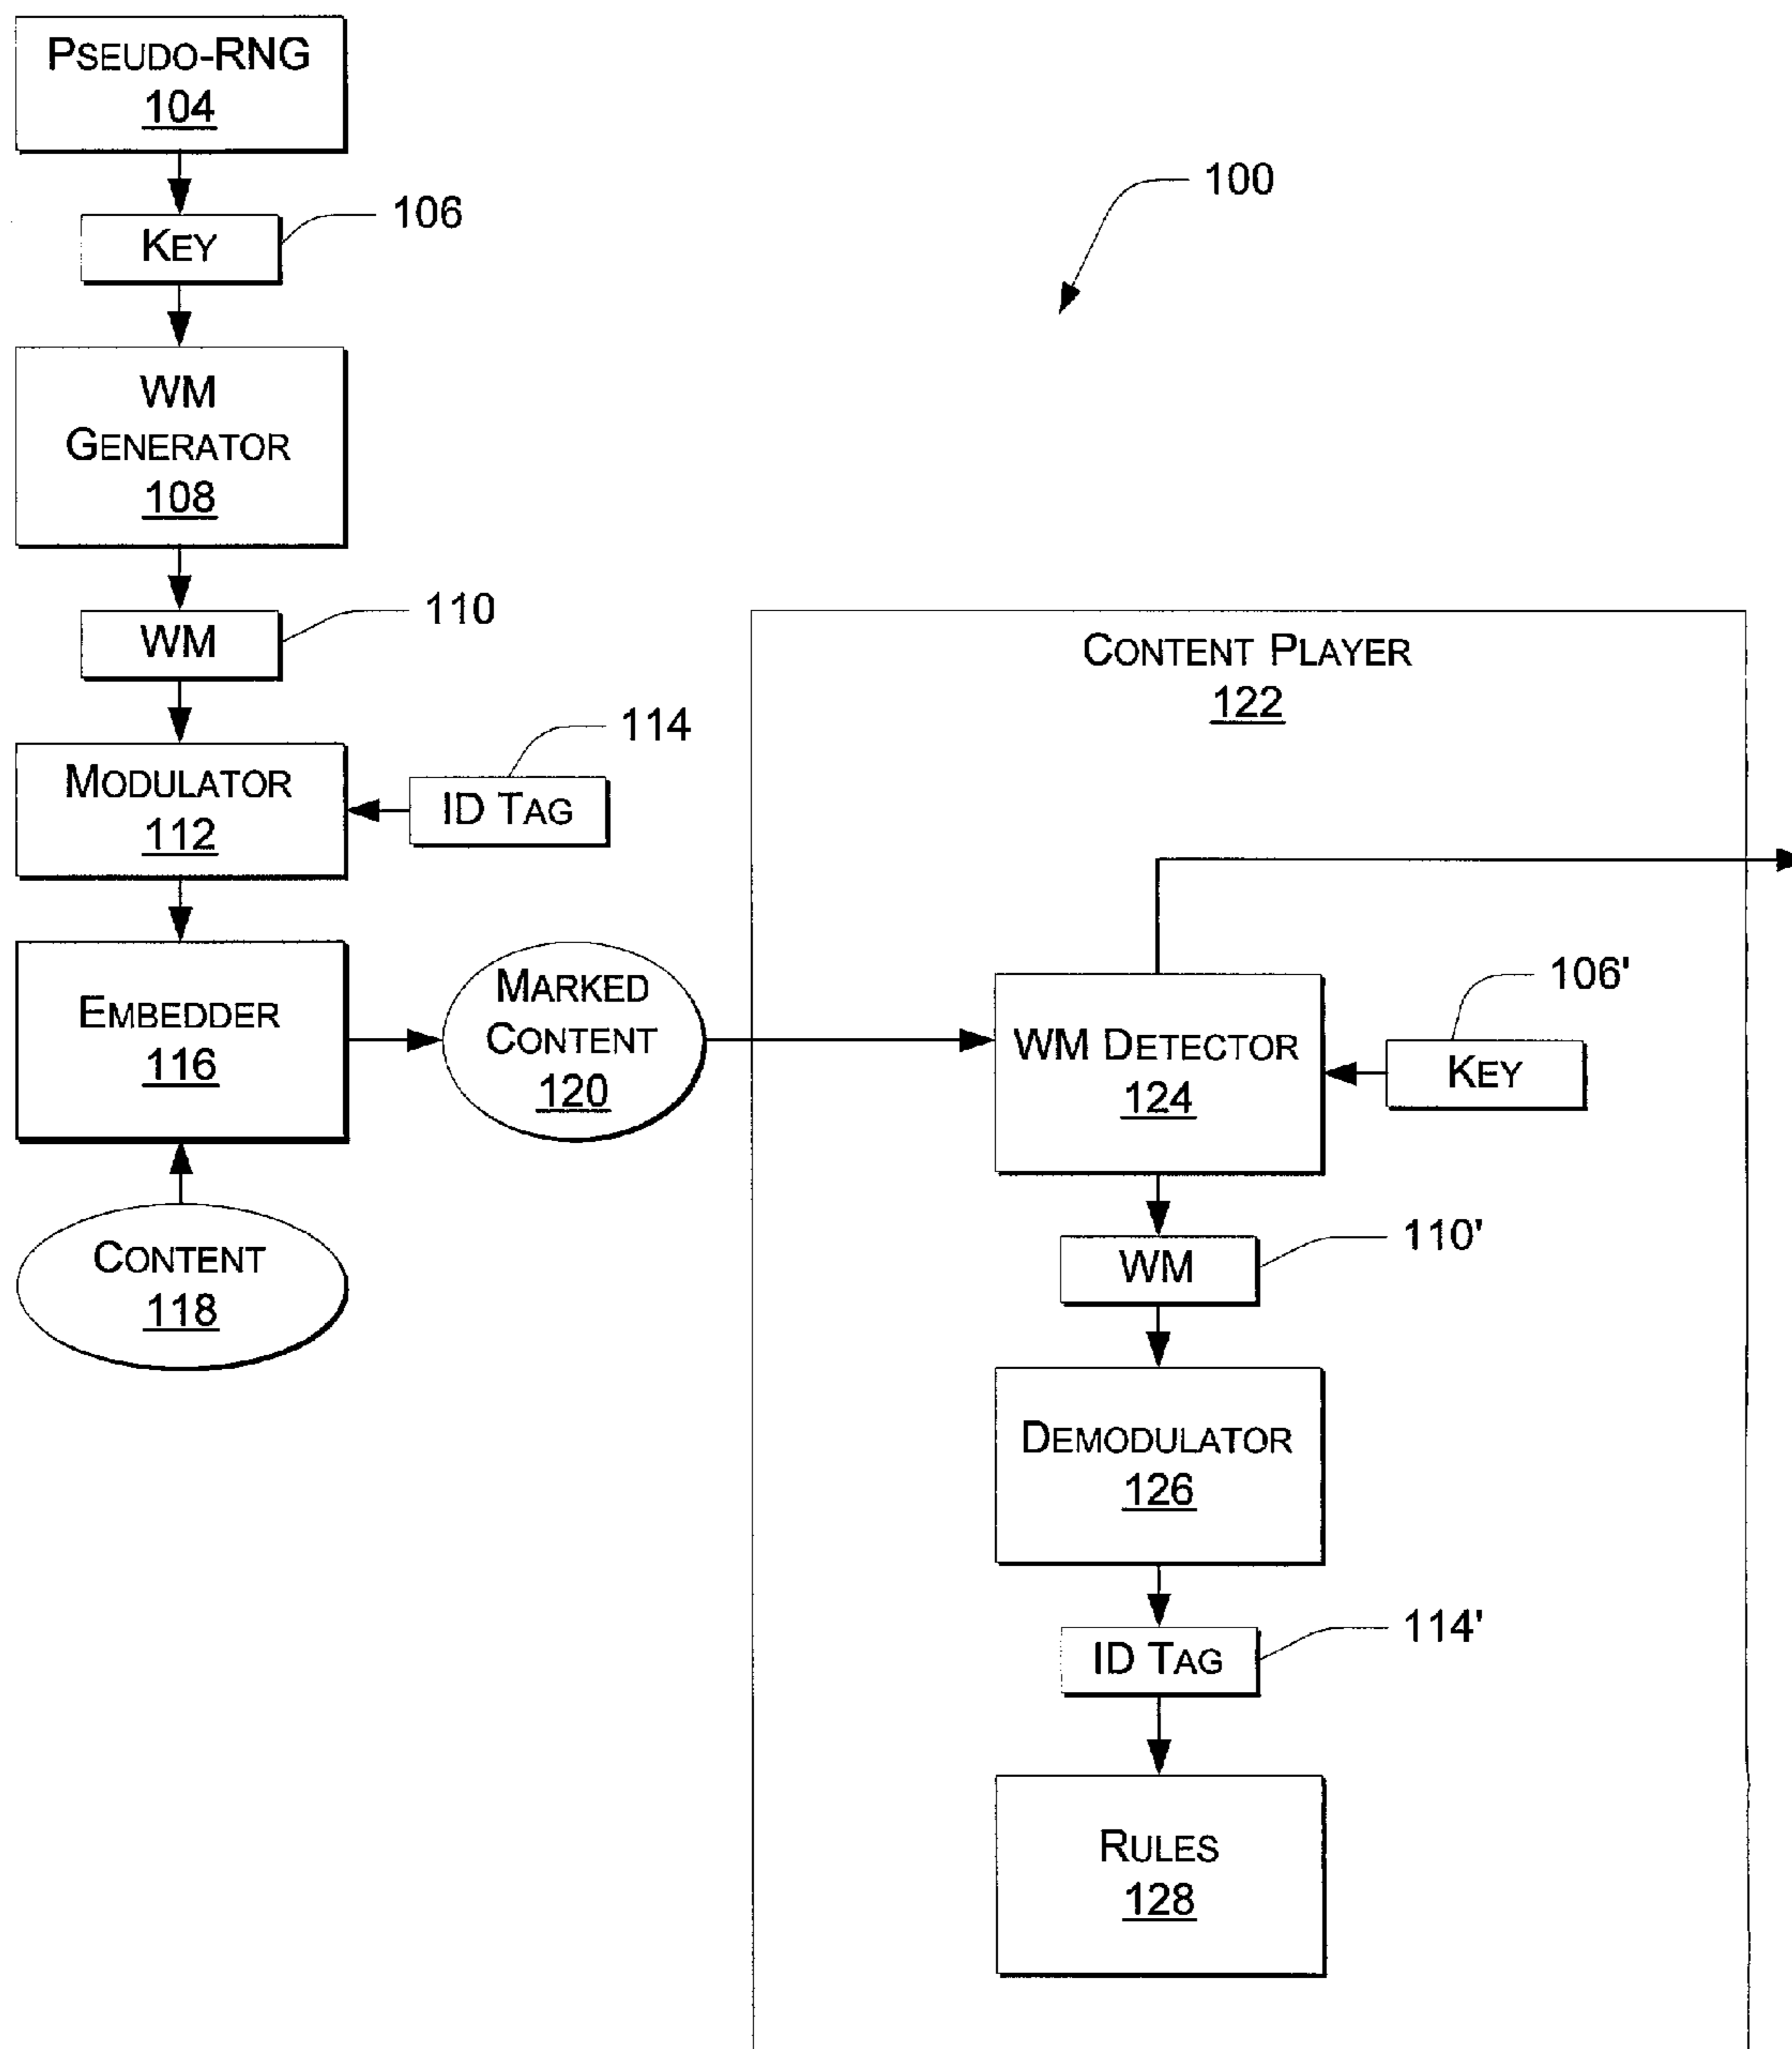 PSEUDO-RNG
104
106
KEY
100
WM
GENERATOR
108
110
WM
114
MODULATOR
112
ID TAG
EMBEDDER
116
MARKED
CONTENT
120
CONTENT
118
CONTENT PLAYER
122
106'
WM DETECTOR
124
KEY
110'
WM
DEMODULATOR
126
114'
ID TAG
RULES
128